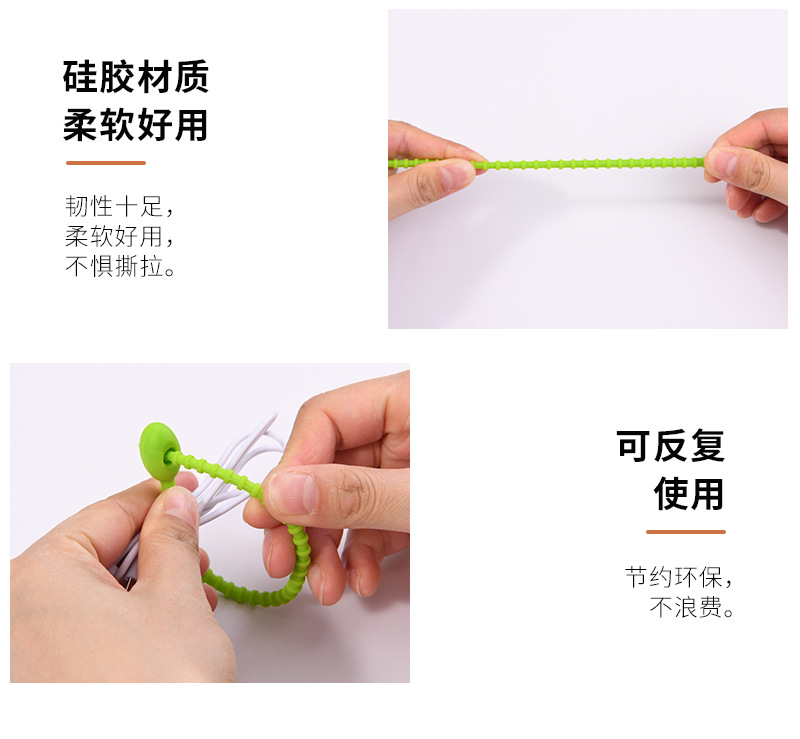 硅胶材质
柔软好用
韧性十足，
柔软好用，
不惧撕拉。
可反复
使用
节约环保，
不浪费。